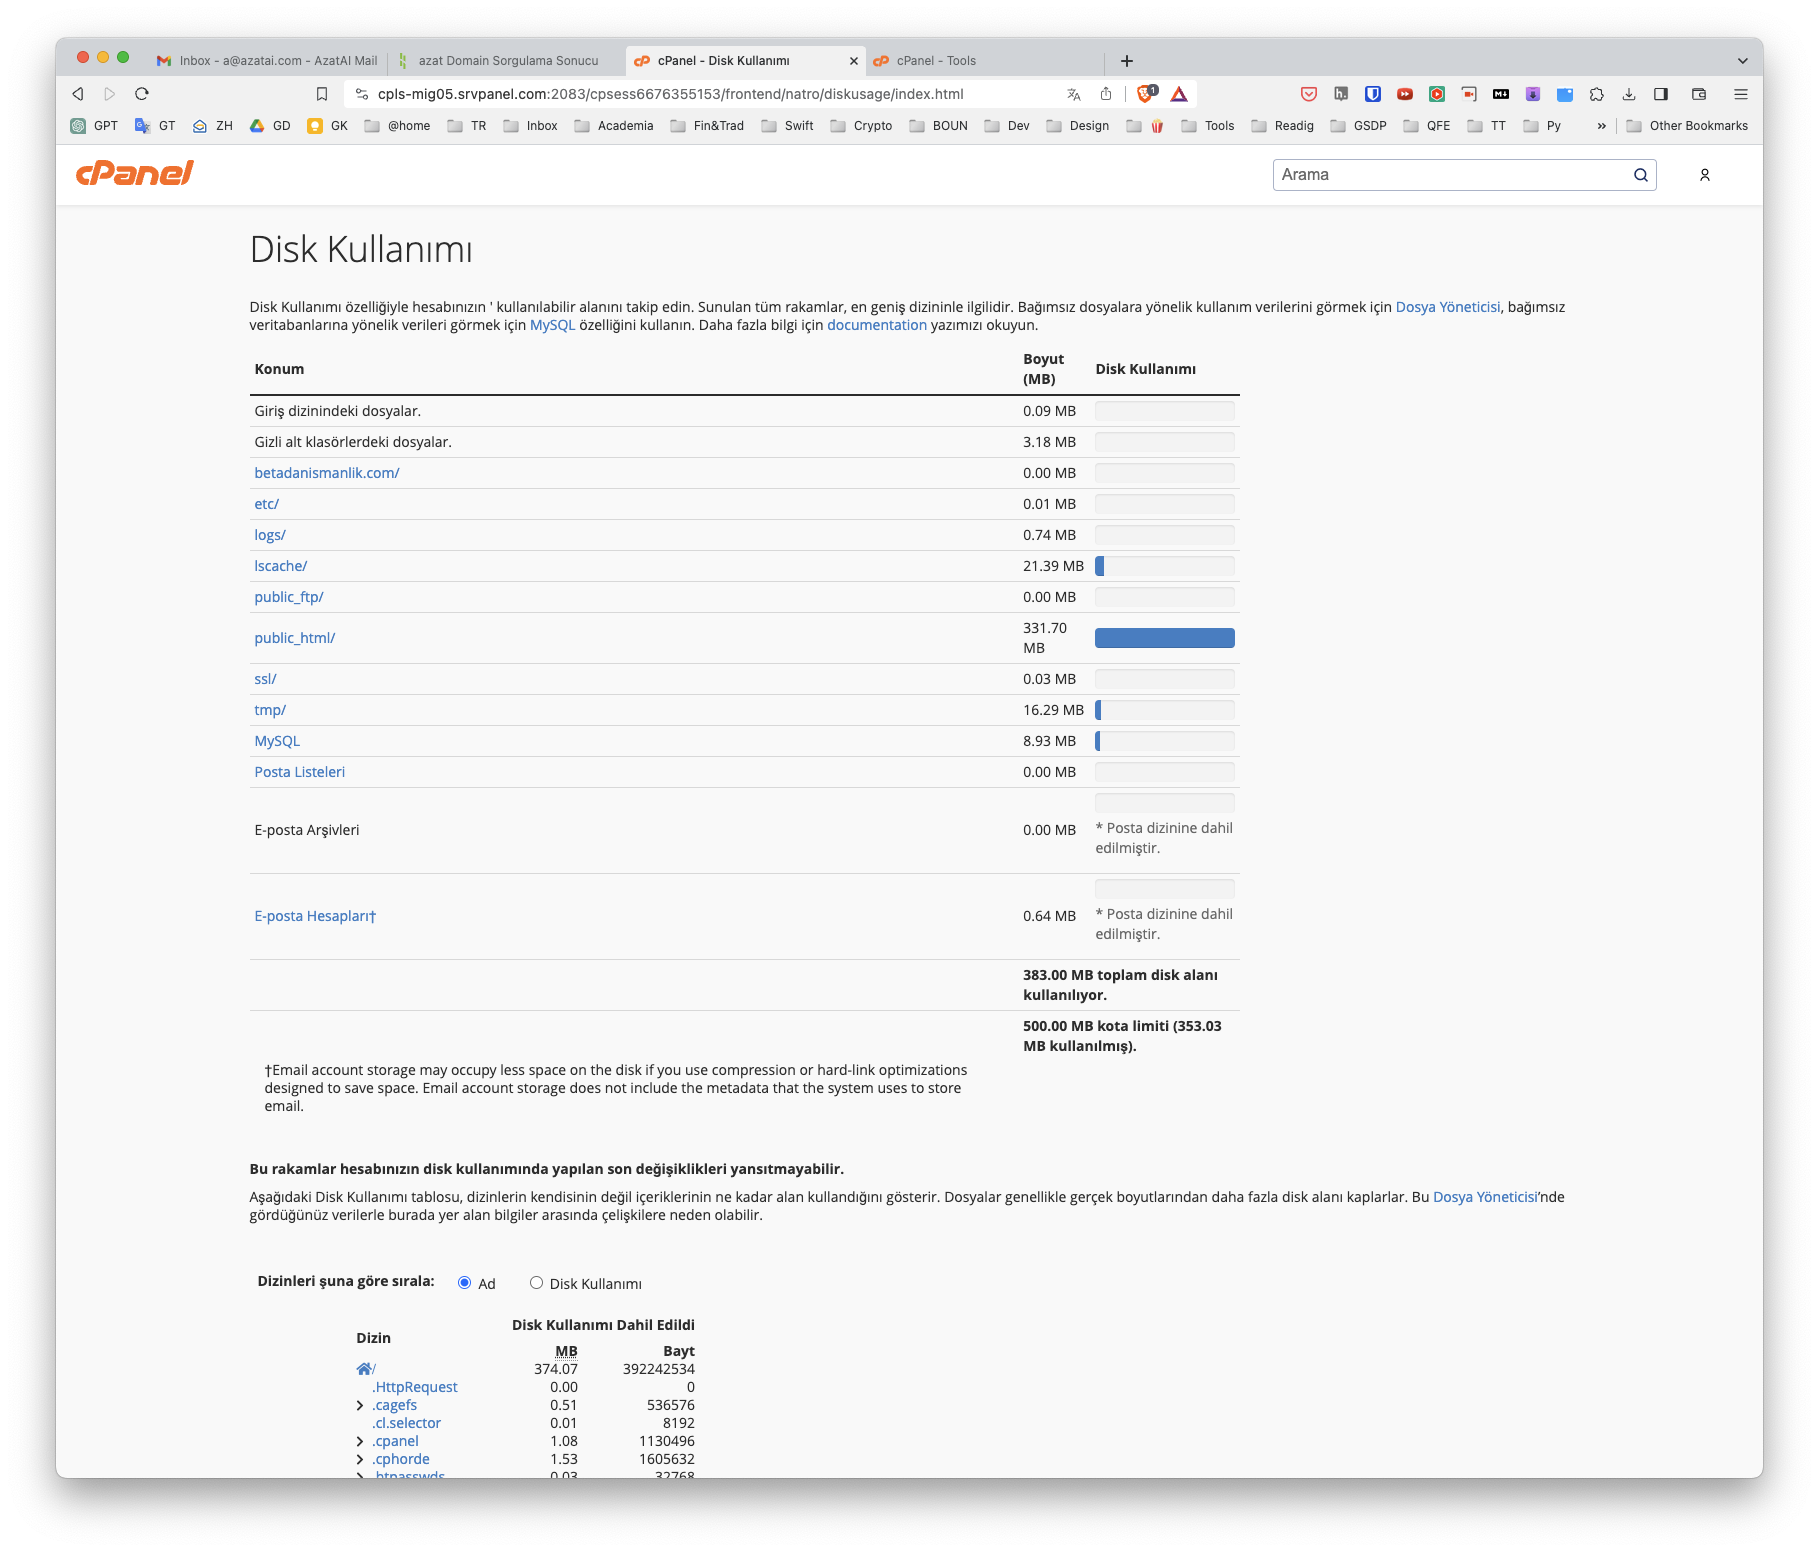 Inbox - a@azatai.com - AzatAI Mail
azat Domain Sorgulama Sonucu
cPanel - Disk Kullanımı
cPanel - Tools
cpls-mig05.srvpanel.com:2083/cpsess6676355153/frontend/natro/diskusage/index.html
1
GPT
GT
ZH
GD
GK
@home
TR
Inbox
Academia
Fin&Trad
Swift
Crypto
BOUN
Dev
Design
Tools
Readig
GSDP
QFE
TT
Py
»
Other Bookmarks
cPanel
Arama
Disk Kullanımı
Disk Kullanımı özelliğiyle hesabınızın ' kullanılabilir alanını takip edin. Sunulan tüm rakamlar, en geniş dizininle ilgilidir. Bağımsız dosyalara yönelik kullanım verilerini görmek için Dosya Yöneticisi, bağımsız
veritabanlarına yönelik verileri görmek için MySQL özelliğini kullanın. Daha fazla bilgi için documentation yazımızı okuyun.
Konum
Boyut
(MB)
Disk Kullanımı
Giriş dizinindeki dosyalar.
0.09 MB
Gizli alt klasörlerdeki dosyalar.
3.18 MB
betadanismanlik.com/
0.00 MB
etc/
0.01 MB
logs/
0.74 MB
lscache/
21.39 MB
public_ftp/
0.00 MB
public_html/
331.70
MB
ssl/
0.03 MB
tmp/
16.29 MB
MySQL
8.93 MB
Posta Listeleri
0.00 MB
E-posta Arşivleri
0.00 MB
* Posta dizinine dahil
edilmiştir.
E-posta Hesapları†
0.64 MB
* Posta dizinine dahil
edilmiştir.
383.00 MB toplam disk alanı
kullanılıyor.
500.00 MB kota limiti (353.03
MB kullanılmış).
†Email account storage may occupy less space on the disk if you use compression or hard-link optimizations
designed to save space. Email account storage does not include the metadata that the system uses to store
email.
Bu rakamlar hesabınızın disk kullanımında yapılan son değişiklikleri yansıtmayabilir.
Aşağıdaki Disk Kullanımı tablosu, dizinlerin kendisinin değil içeriklerinin ne kadar alan kullandığını gösterir. Dosyalar genellikle gerçek boyutlarından daha fazla disk alanı kaplarlar. Bu Dosya Yöneticisi’nde
gördüğünüz verilerle burada yer alan bilgiler arasında çelişkilere neden olabilir.
Dizinleri şuna göre sırala:
Ad
Disk Kullanımı
Dizin
Disk Kullanımı Dahil Edildi
MB
Bayt
/
374.07
392242534
.HttpRequest
0.00
0
.cagefs
0.51
536576
.cl.selector
0.01
8192
.cpanel
1.08
1130496
.cphorde
1.53
1605632
.htpasswds
0.03
32768